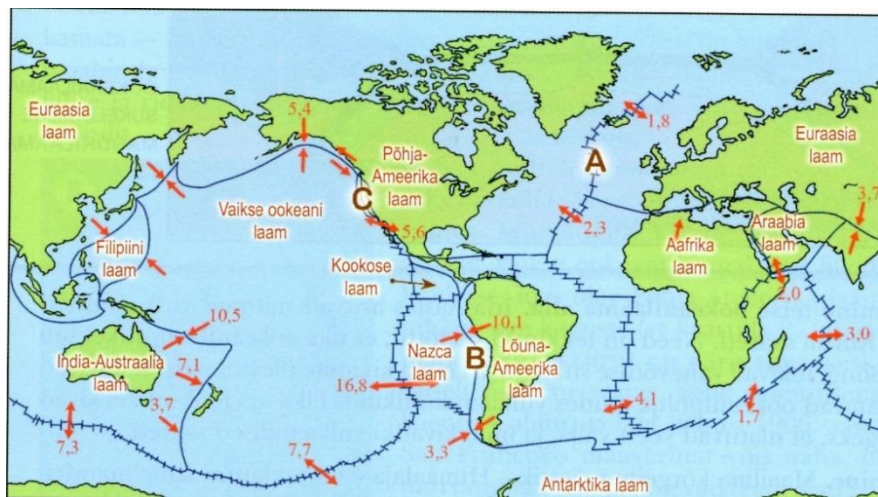 Euraasia
laam
5,4
Põhja-
Ameerika
laam
Vaikse ookeani
laam
Filipiini
laam
C
5,6
Kookose
laam
A
1,8
2,3
Euraasia
laam
3,7
Araabia
laam
Aafrika
laam
2,0
10,5
India-Austraalia
laam
7,1
3,7
7,3
7,7
10,1
Nazca
laam
B
Lõuna-
Ameerika
laam
16,8
3,3
4,1
3,0
1,7
Antarktika laam